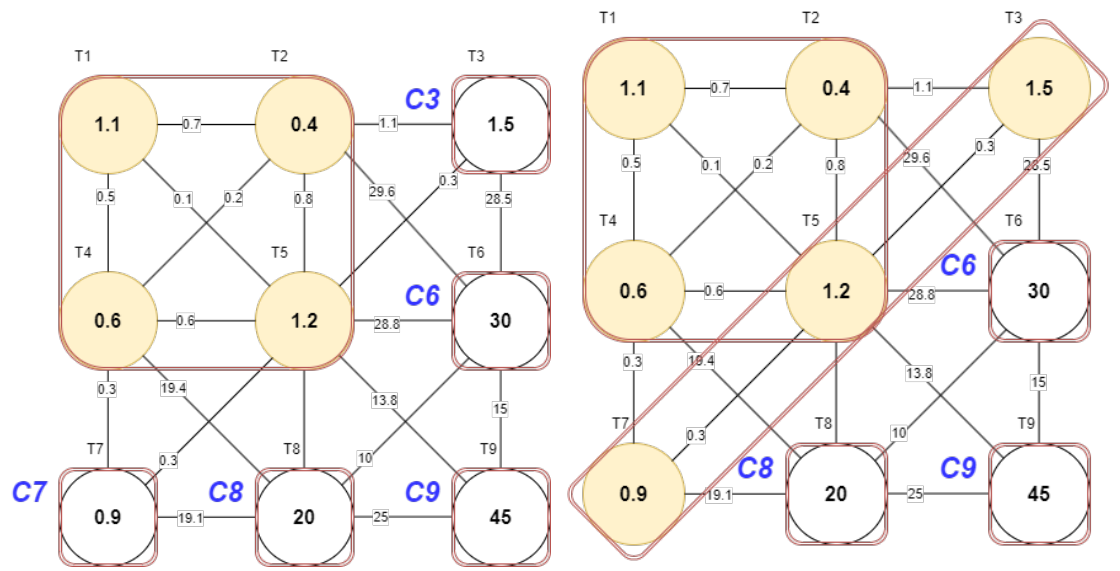 T1 T2 T3
1.1 0.7 0.4 C3 1.1 1.5
0.5 0.1 0.2 0.8 29.6 0.3 28.5
T4 T5 T6
C6
0.6 0.6 1.2 28.8 30
0.3 19.4 13.8 15
T7 T8 T9
0.3 10
C7 C8 C9
0.9 19.1 20 25 45
T1 T2 T3
1.1 0.7 0.4 1.1 1.5
0.5 0.1 0.2 0.8 29.6 0.3 28.5
T4 T5 T6
C6
0.6 0.6 1.2 28.8 30
0.3 19.4 13.8 15
T7 T8 T9
0.3 10
C8 C9
0.9 19.1 20 25 45